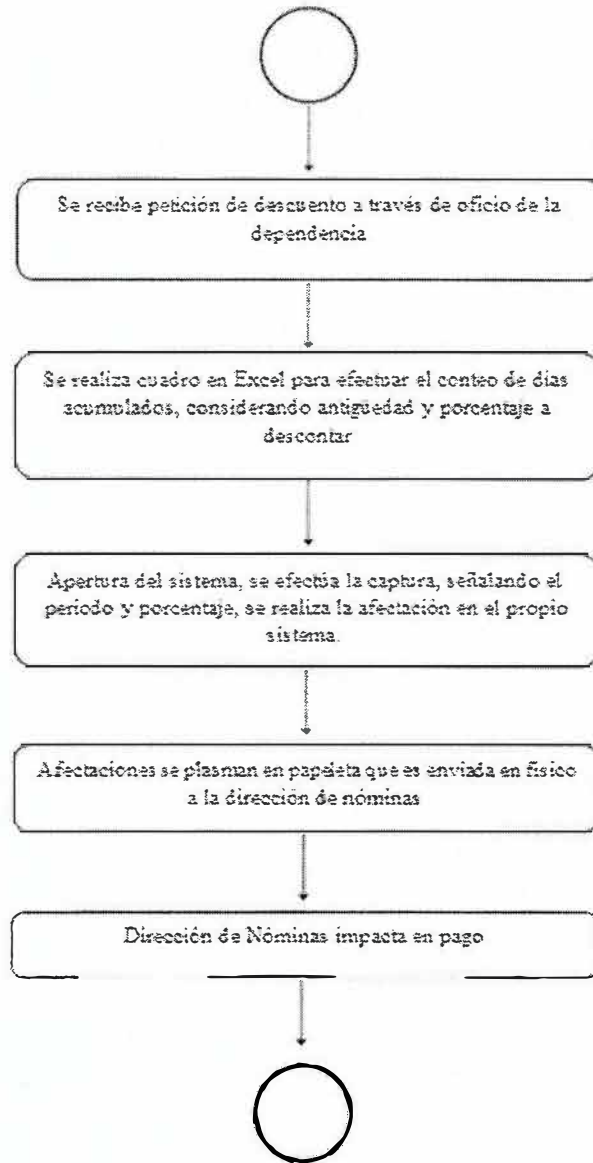 Se recibe petición de descuento a través de oficio de la
dependencia
Se realiza cuadro en Excel para efectuar el conteo de días
acumulados, considerando antigüedad y porcentaje a
descontar
Apertura del sistema, se efectúa la captura, señalando el
periodo y porcentaje, se realiza la afectación en el propio
sistema.
Afectaciones se plasman en papeleta que es enviada en físico
a la dirección de nóminas
Dirección de Nóminas impacta en pago